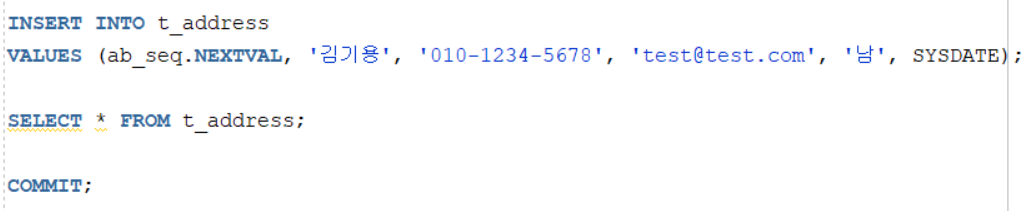 INSERT INTO t_address
VALUES (ab_seq.NEXTVAL, '김기용', '010-1234-5678', 'test@test.com', '남', SYSDATE);
SELECT * FROM t_address;
COMMIT;